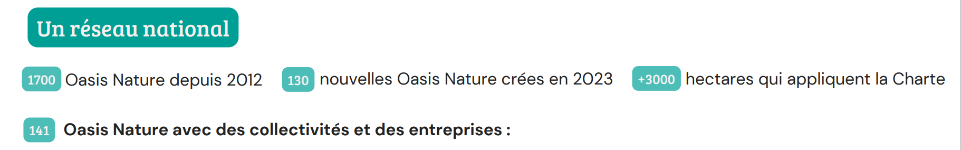 Un réseau national
1700 Oasis Nature depuis 2012 130 nouvelles Oasis Nature crées en 2023 +3000 hectares qui appliquent la Charte
141 Oasis Nature avec des collectivités et des entreprises :